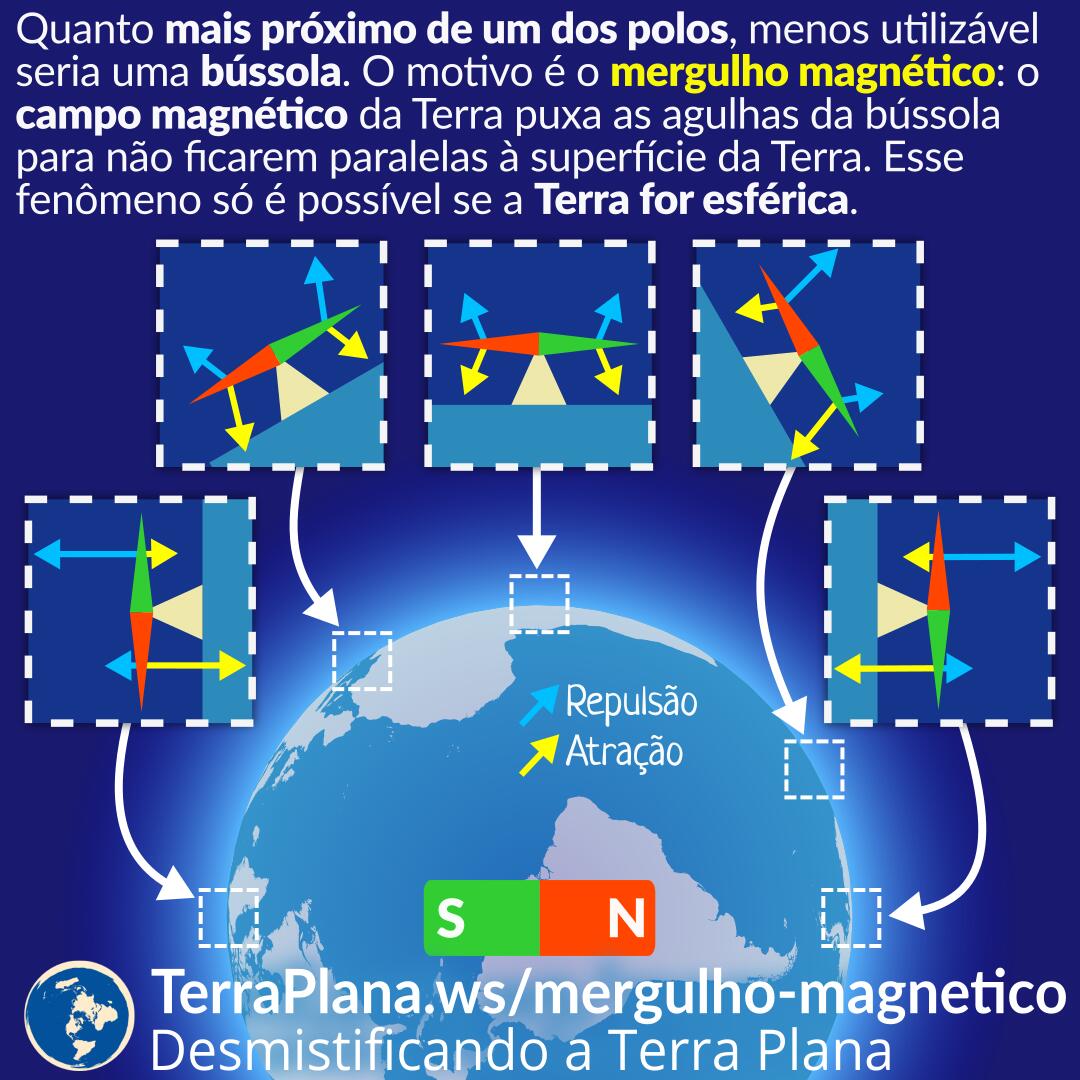 Quanto mais próximo de um dos polos, menos utilizável
seria uma bússola. O motivo é o mergulho magnético: o
campo magnético da Terra puxa as agulhas da bússola
para não ficarem paralelas à superfície da Terra. Esse
fenômeno só é possível se a Terra for esférica.
Repulsão
Atração
S N
TerraPlana.ws/mergulho-magnetico
Desmistificando a Terra Plana